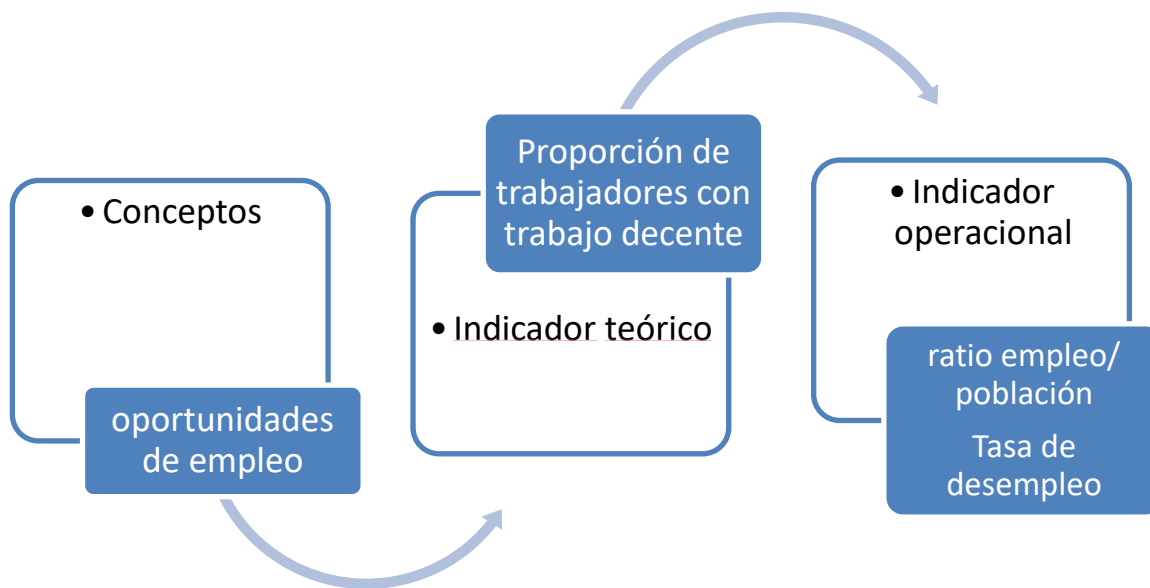 • Conceptos
oportunidades
de empleo
Proporción de
trabajadores con
trabajo decente
• Indicador teórico
• Indicador
operacional
ratio empleo/
población
Tasa de
desempleo